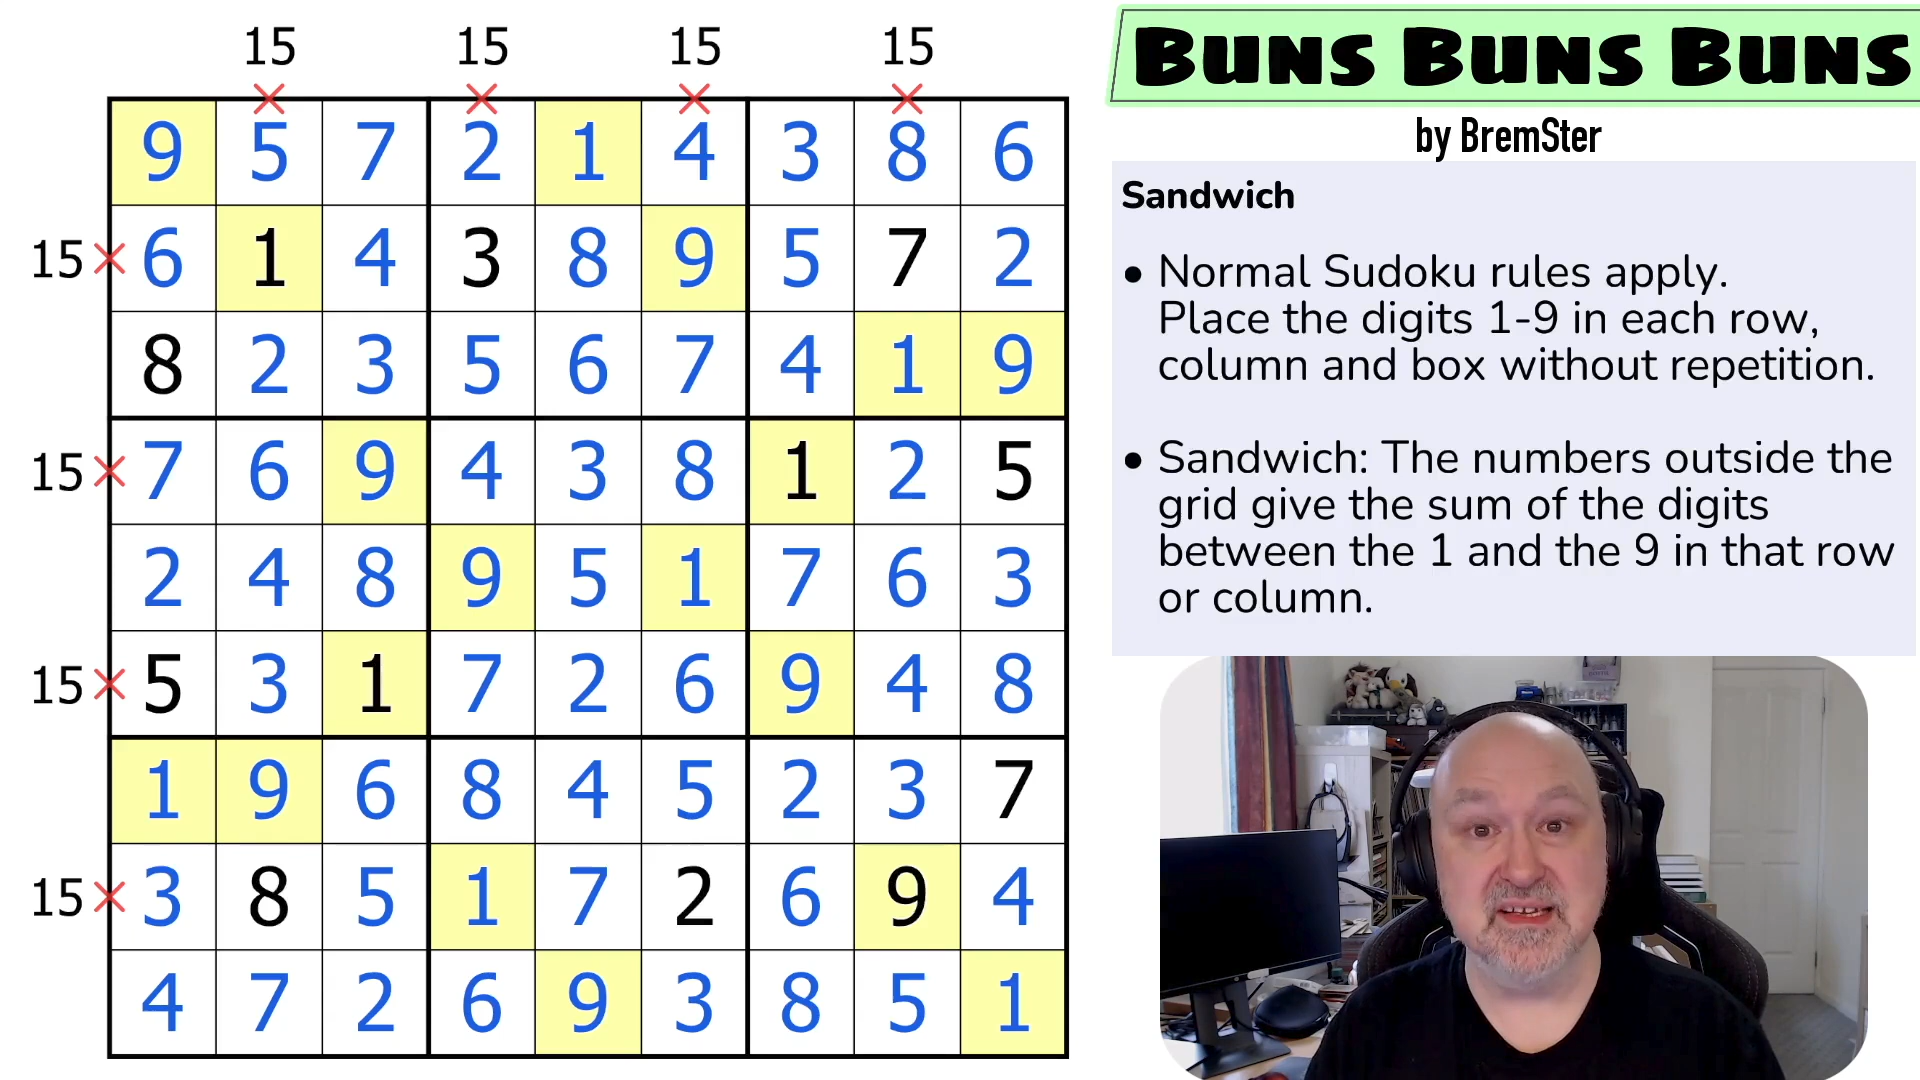 15 15 15 15
9 5 7 2 1 4 3 8 6
15 6 1 4 3 8 9 5 7 2
8 2 3 5 6 7 4 1 9
15 7 6 9 4 3 8 1 2 5
2 4 8 9 5 1 7 6 3
15 5 3 1 7 2 6 9 4 8
1 9 6 8 4 5 2 3 7
15 3 8 5 1 7 2 6 9 4
4 7 2 6 9 3 8 5 1
Buns Buns Buns
by BremSter
Sandwich
• Normal Sudoku rules apply.
Place the digits 1-9 in each row,
column and box without repetition.
• Sandwich: The numbers outside the
grid give the sum of the digits
between the 1 and the 9 in that row
or column.